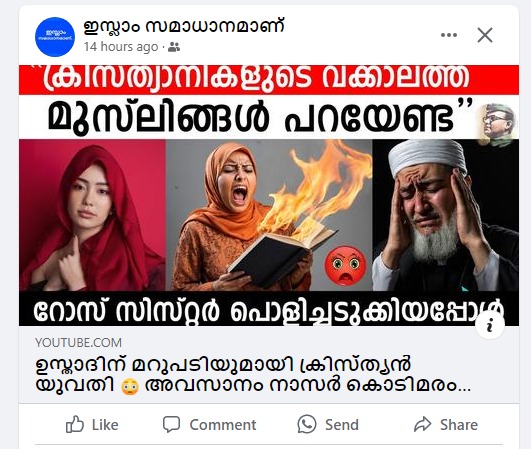 ഇസ്ലാം സമാധാനമാണ്
14 hours ago
"ക്രിസ്ത്യാനികളുടെ വക്കാലത്ത്
മുസ്‌ലിങ്ങൾ പറയേണ്ട"
റോസ് സിസ്റ്റർ പൊളിച്ചടുക്കിയപ്പോൾ
YOUTUBE.COM
ഉസ്താദിന് മറുപടിയുമായി ക്രിസ്ത്യൻ
യുവതി 😳 അവസാനം നാസർ കൊടിമരം...
Like Comment Send Share